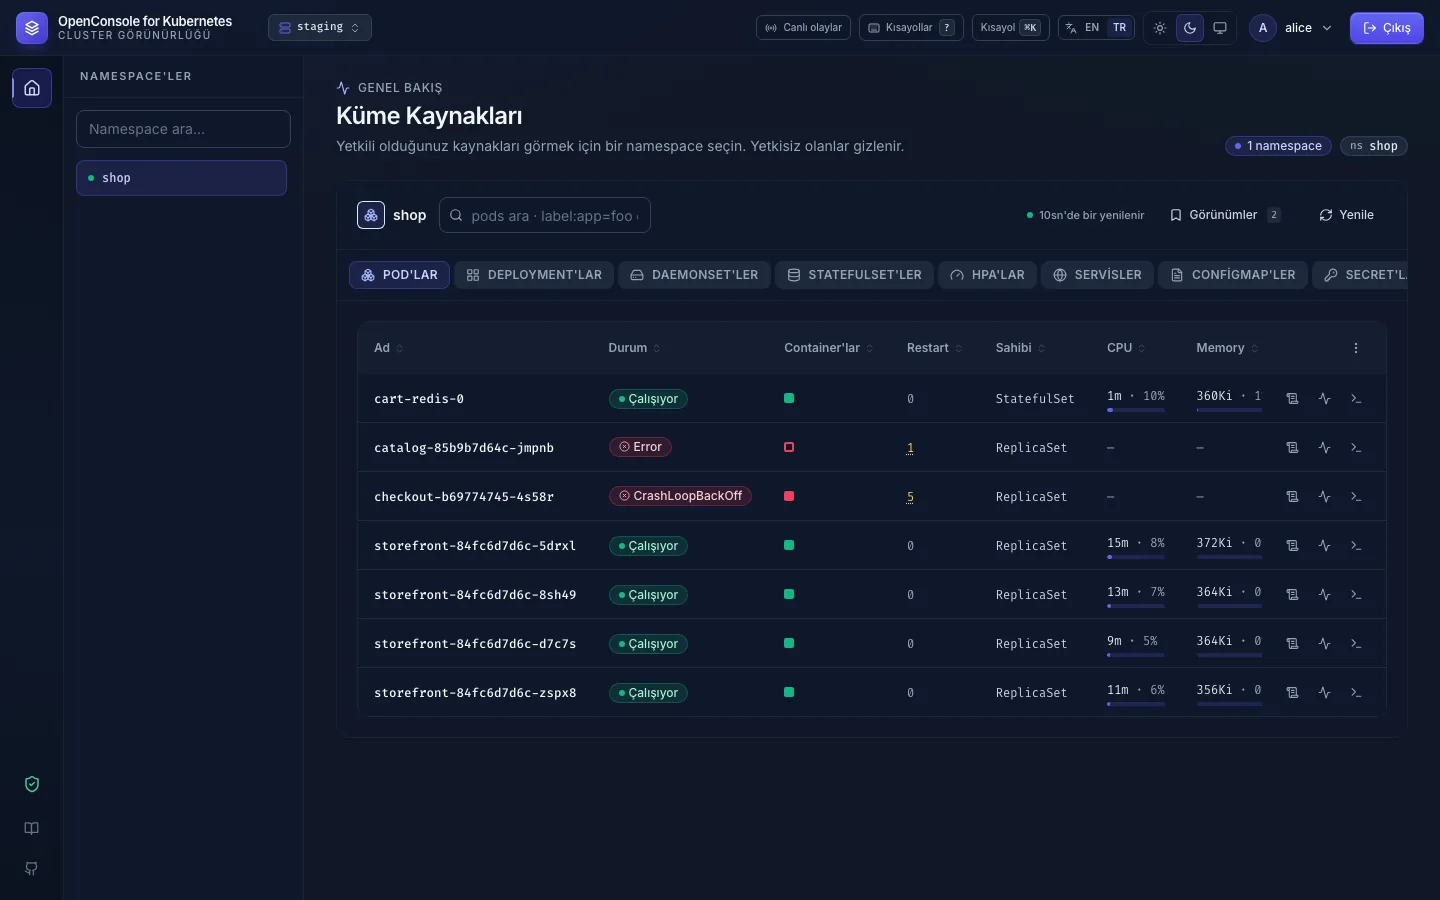 OpenConsole for Kubernetes
CLUSTER GÖRÜNÜRLÜĞÜ
staging
Canlı olaylar
Kısayollar ?
Kısayol ⌘K
EN TR
A alice
Çıkış
NAMESPACE'LER
Namespace ara...
shop
GENEL BAKIŞ
Küme Kaynakları
Yetkili olduğunuz kaynakları görmek için bir namespace seçin. Yetkisiz olanlar gizlenir.
1 namespace
ns shop
shop
pods ara · label:app=foo
10sn'de bir yenilenir
Görünümler 2
Yenile
POD'LAR DEPLOYMENT'LAR DAEMONSET'LER STATEFULSET'LER HPA'LAR SERVİSLER CONFİGMAP'LER SECRET'L
Ad Durum Container'lar Restart Sahibi CPU Memory
cart-redis-0 Çalışıyor 0 StatefulSet 1m · 10% 360Ki · 1
catalog-85b9b7d64c-jmpnb Error 1 ReplicaSet — —
checkout-b69774745-4s58r CrashLoopBackOff 5 ReplicaSet — —
storefront-84fc6d7d6c-5drxl Çalışıyor 0 ReplicaSet 15m · 8% 372Ki · 0
storefront-84fc6d7d6c-8sh49 Çalışıyor 0 ReplicaSet 13m · 7% 364Ki · 0
storefront-84fc6d7d6c-d7c7s Çalışıyor 0 ReplicaSet 9m · 5% 364Ki · 0
storefront-84fc6d7d6c-zspx8 Çalışıyor 0 ReplicaSet 11m · 6% 356Ki · 0